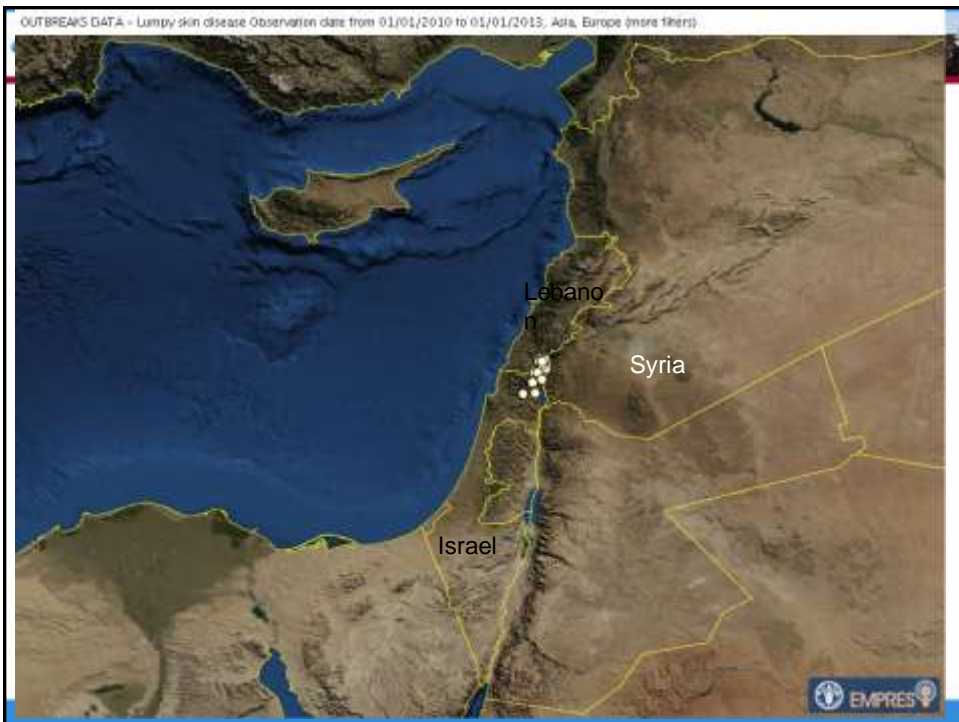 OUTBREAKS DATA - Lumpy skin disease Observation date from 01/01/2010 to 01/01/2013, Asia, Europe (more filters)
Lebano
n
Syria
Israel
EMPRES